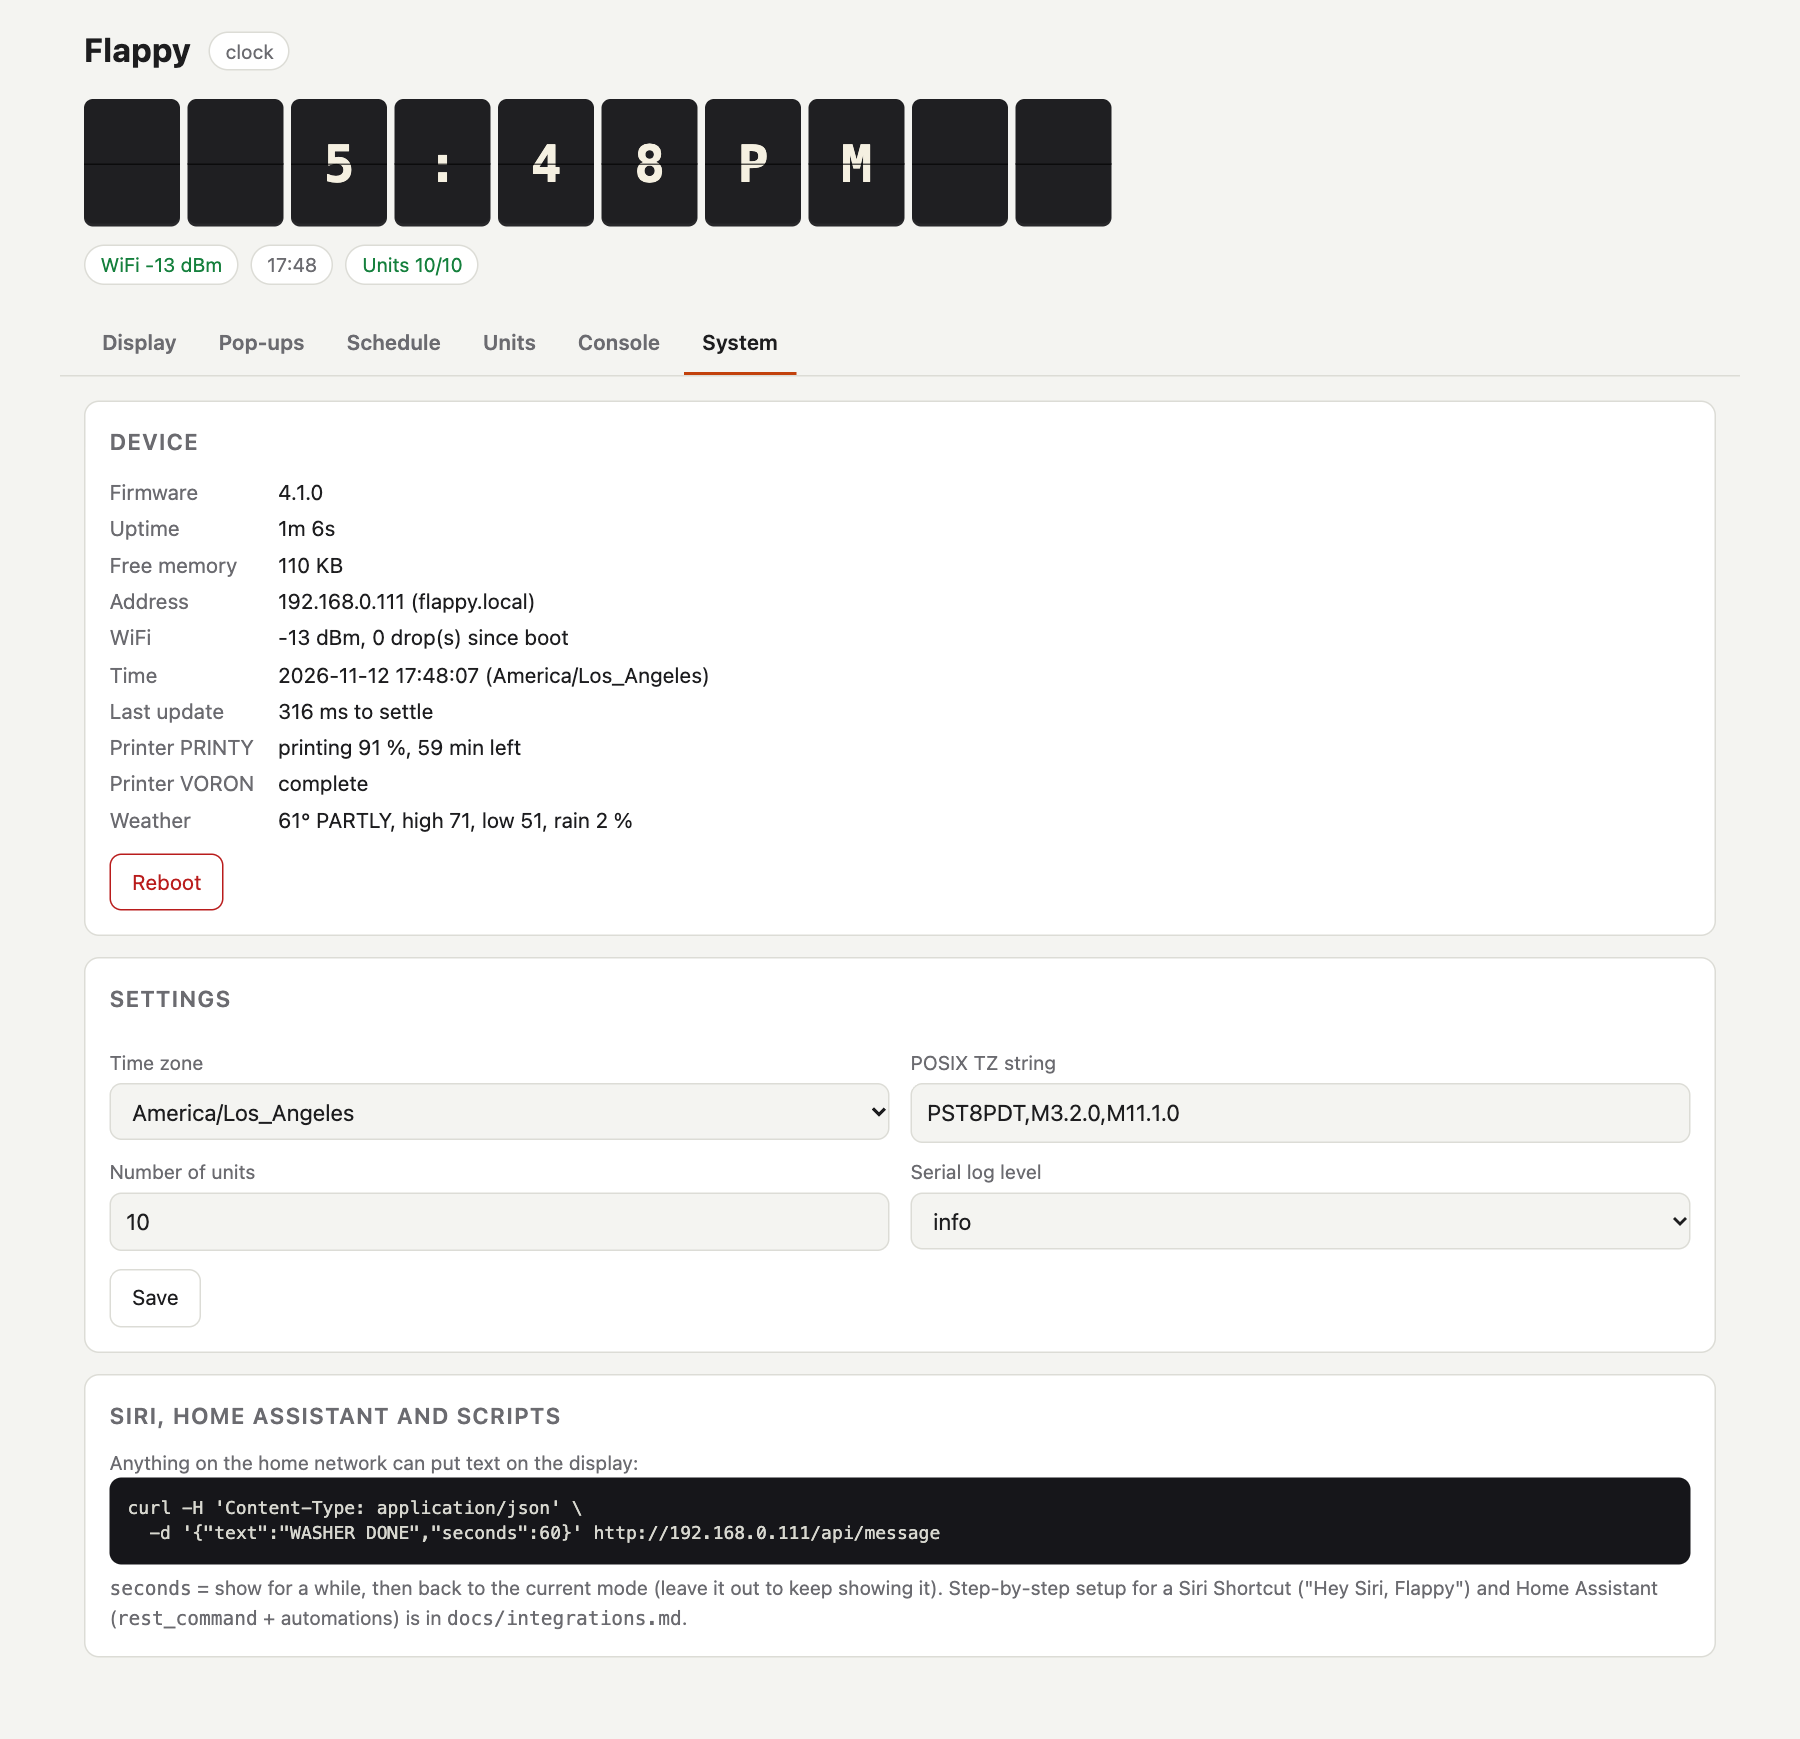 Flappy clock
5 : 4 8 P M
WiFi -13 dBm 17:48 Units 10/10
Display Pop-ups Schedule Units Console System
DEVICE
Firmware 4.1.0
Uptime 1m 6s
Free memory 110 KB
Address 192.168.0.111 (flappy.local)
WiFi -13 dBm, 0 drop(s) since boot
Time 2026-11-12 17:48:07 (America/Los_Angeles)
Last update 316 ms to settle
Printer PRINTY printing 91 %, 59 min left
Printer VORON complete
Weather 61° PARTLY, high 71, low 51, rain 2 %
Reboot
SETTINGS
Time zone POSIX TZ string
America/Los_Angeles PST8PDT,M3.2.0,M11.1.0
Number of units Serial log level
10 info
Save
SIRI, HOME ASSISTANT AND SCRIPTS
Anything on the home network can put text on the display:
curl -H 'Content-Type: application/json' \
-d '{"text":"WASHER DONE","seconds":60}' http://192.168.0.111/api/message
seconds = show for a while, then back to the current mode (leave it out to keep showing it). Step-by-step setup for a Siri Shortcut ("Hey Siri, Flappy") and Home Assistant
(rest_command + automations) is in docs/integrations.md.